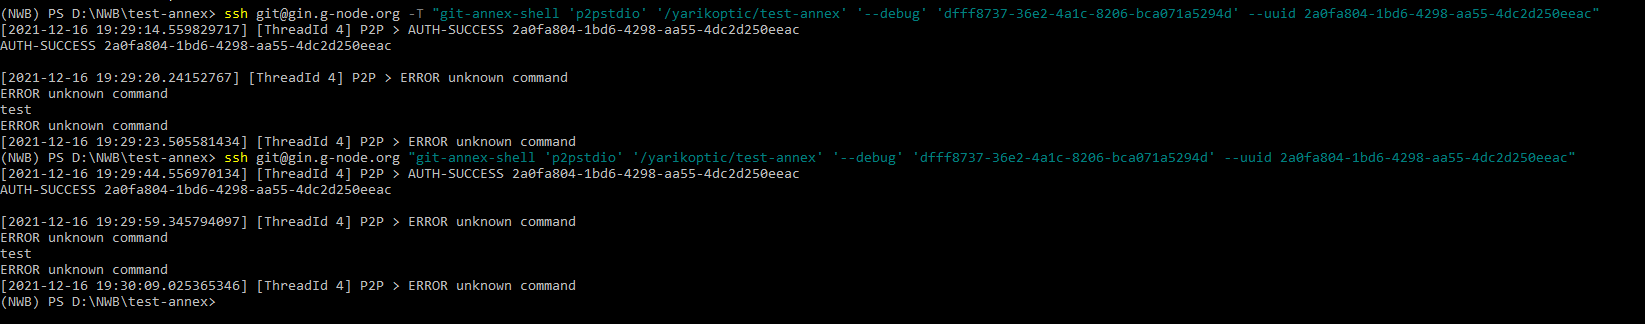 (NWB) PS D:\NWB\test-annex> ssh git@gin.g-node.org -T "git-annex-shell 'p2pstdio' '/yarikoptic/test-annex' '--debug' 'dfff8737-36e2-4a1c-8206-bca071a5294d' --uuid 2a0fa804-1bd6-4298-aa55-4dc2d250eeac"
[2021-12-16 19:29:14.559829717] [ThreadId 4] P2P > AUTH-SUCCESS 2a0fa804-1bd6-4298-aa55-4dc2d250eeac
AUTH-SUCCESS 2a0fa804-1bd6-4298-aa55-4dc2d250eeac
[2021-12-16 19:29:20.24152767] [ThreadId 4] P2P > ERROR unknown command
ERROR unknown command
test
ERROR unknown command
[2021-12-16 19:29:23.505581434] [ThreadId 4] P2P > ERROR unknown command
(NWB) PS D:\NWB\test-annex> ssh git@gin.g-node.org "git-annex-shell 'p2pstdio' '/yarikoptic/test-annex' '--debug' 'dfff8737-36e2-4a1c-8206-bca071a5294d' --uuid 2a0fa804-1bd6-4298-aa55-4dc2d250eeac"
[2021-12-16 19:29:44.556970134] [ThreadId 4] P2P > AUTH-SUCCESS 2a0fa804-1bd6-4298-aa55-4dc2d250eeac
AUTH-SUCCESS 2a0fa804-1bd6-4298-aa55-4dc2d250eeac
[2021-12-16 19:29:59.345794097] [ThreadId 4] P2P > ERROR unknown command
ERROR unknown command
test
ERROR unknown command
[2021-12-16 19:30:09.025365346] [ThreadId 4] P2P > ERROR unknown command
(NWB) PS D:\NWB\test-annex>